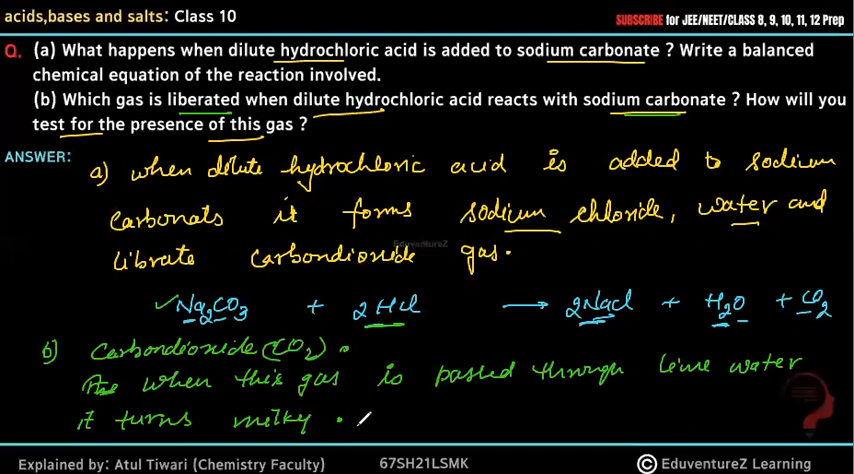 acids,bases and salts: Class 10
SUBSCRIBE for JEE/NEET/CLASS 8, 9, 10, 11, 12 Prep
Q. (a) What happens when dilute hydrochloric acid is added to sodium carbonate ? Write a balanced
chemical equation of the reaction involved.
(b) Which gas is liberated when dilute hydrochloric acid reacts with sodium carbonate ? How will you
test for the presence of this gas ?
ANSWER:
a) when dilute hydrochloric acid is added to sodium
carbonats it forms sodium chloride, water and
librate carbondioxide gas.
EduventureZ
✓Na₂CO₃ + 2HCl ⟶ 2NaCl + H₂O + CO₂
b) Carbondioxide (CO₂).
when this gas is passed through lime water
it turns milky.
Explained by: Atul Tiwari (Chemistry Faculty)
67SH21LSMK
© EduventureZ Learning